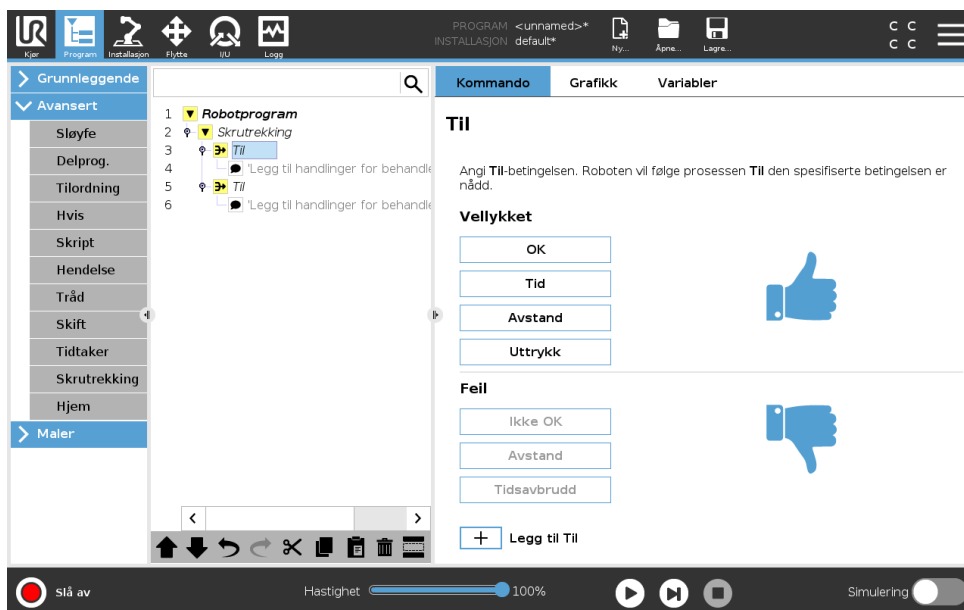 UR
PROGRAM <unnamed>*
INSTALLASJON default*
Kjør
Program
Installasjon
Flytte
I/U
Logg
Ny...
Åpne...
Lagre...
C C
C C
Grunnleggende
Avansert
Sløyfe
Delprog.
Tilordning
Hvis
Skript
Hendelse
Tråd
Skift
Tidtaker
Skrutrekking
Hjem
Maler
1 Robotprogram
2 Skrutrekking
3 Til
4 'Legg til handlinger for behandle
5 Til
6 'Legg til handlinger for behandle
Kommando
Grafikk
Variabler
Til
Angi Til-betingelsen. Roboten vil følge prosessen Til den spesifiserte betingelsen er
nådd.
Vellykket
OK
Tid
Avstand
Uttrykk
Feil
Ikke OK
Avstand
Tidsavbrudd
Legg til Til
Slå av
Hastighet
100%
Simulering